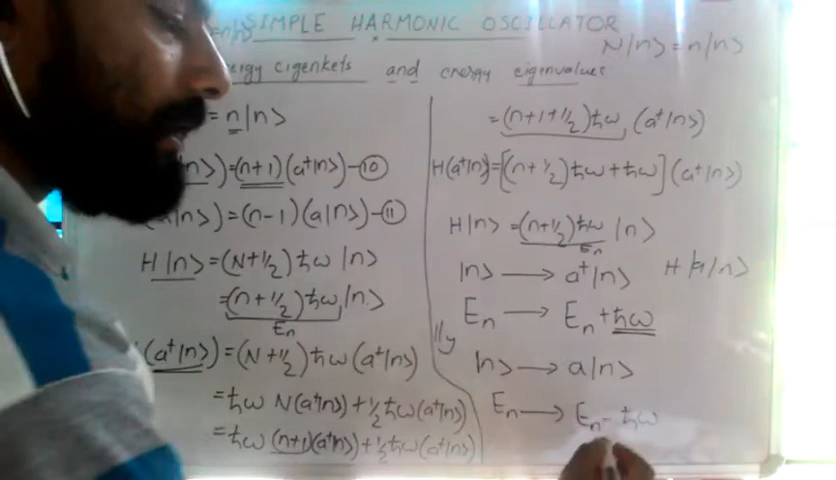 SIMPLE HARMONIC OSCILLATOR
N|n> = n|n>
energy eigenkets and energy eigenvalues
= n|n>
n>) = (n+1)(a†|n>) - ⑩
(a|n>) = (n-1)(a|n>) - ⑪
H|n> = (N+1/2)ħω|n>
= (n+1/2)ħω|n>
En
(a†|n>) = (N+1/2)ħω(a†|n>)
= ħω N(a†|n>) + 1/2 ħω(a†|n>)
= ħω (n+1)(a†|n>) + 1/2 ħω(a†|n>)
= (n+1+1/2)ħω (a†|n>)
H(a†|n>) = [(n+1/2)ħω + ħω](a†|n>)
H|n> = (n+1/2)ħω |n>
En
|n> → a†|n>
En → En + ħω
lly
|n> → a|n>
En → En - ħω